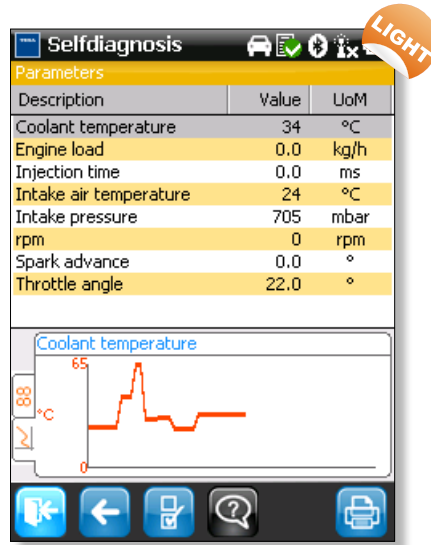 LIGHT
TEXA Selfdiagnosis
Parameters
Description Value UoM
Coolant temperature 34 °C
Engine load 0.0 kg/h
Injection time 0.0 ms
Intake air temperature 24 °C
Intake pressure 705 mbar
rpm 0 rpm
Spark advance 0.0 °
Throttle angle 22.0 °
Coolant temperature
65
88
°C
0